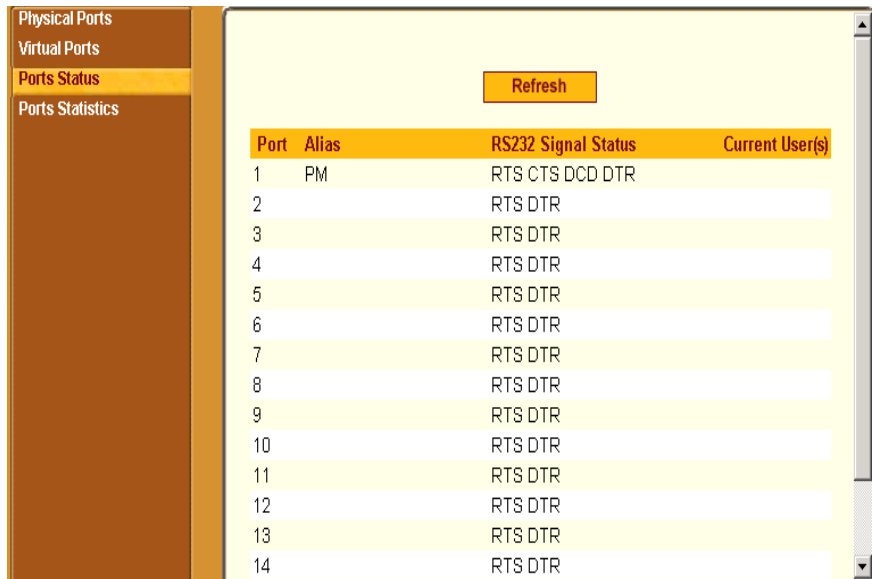 Physical Ports
Virtual Ports
Ports Status
Ports Statistics
Refresh
Port Alias RS232 Signal Status Current User(s)
1 PM RTS CTS DCD DTR
2 RTS DTR
3 RTS DTR
4 RTS DTR
5 RTS DTR
6 RTS DTR
7 RTS DTR
8 RTS DTR
9 RTS DTR
10 RTS DTR
11 RTS DTR
12 RTS DTR
13 RTS DTR
14 RTS DTR